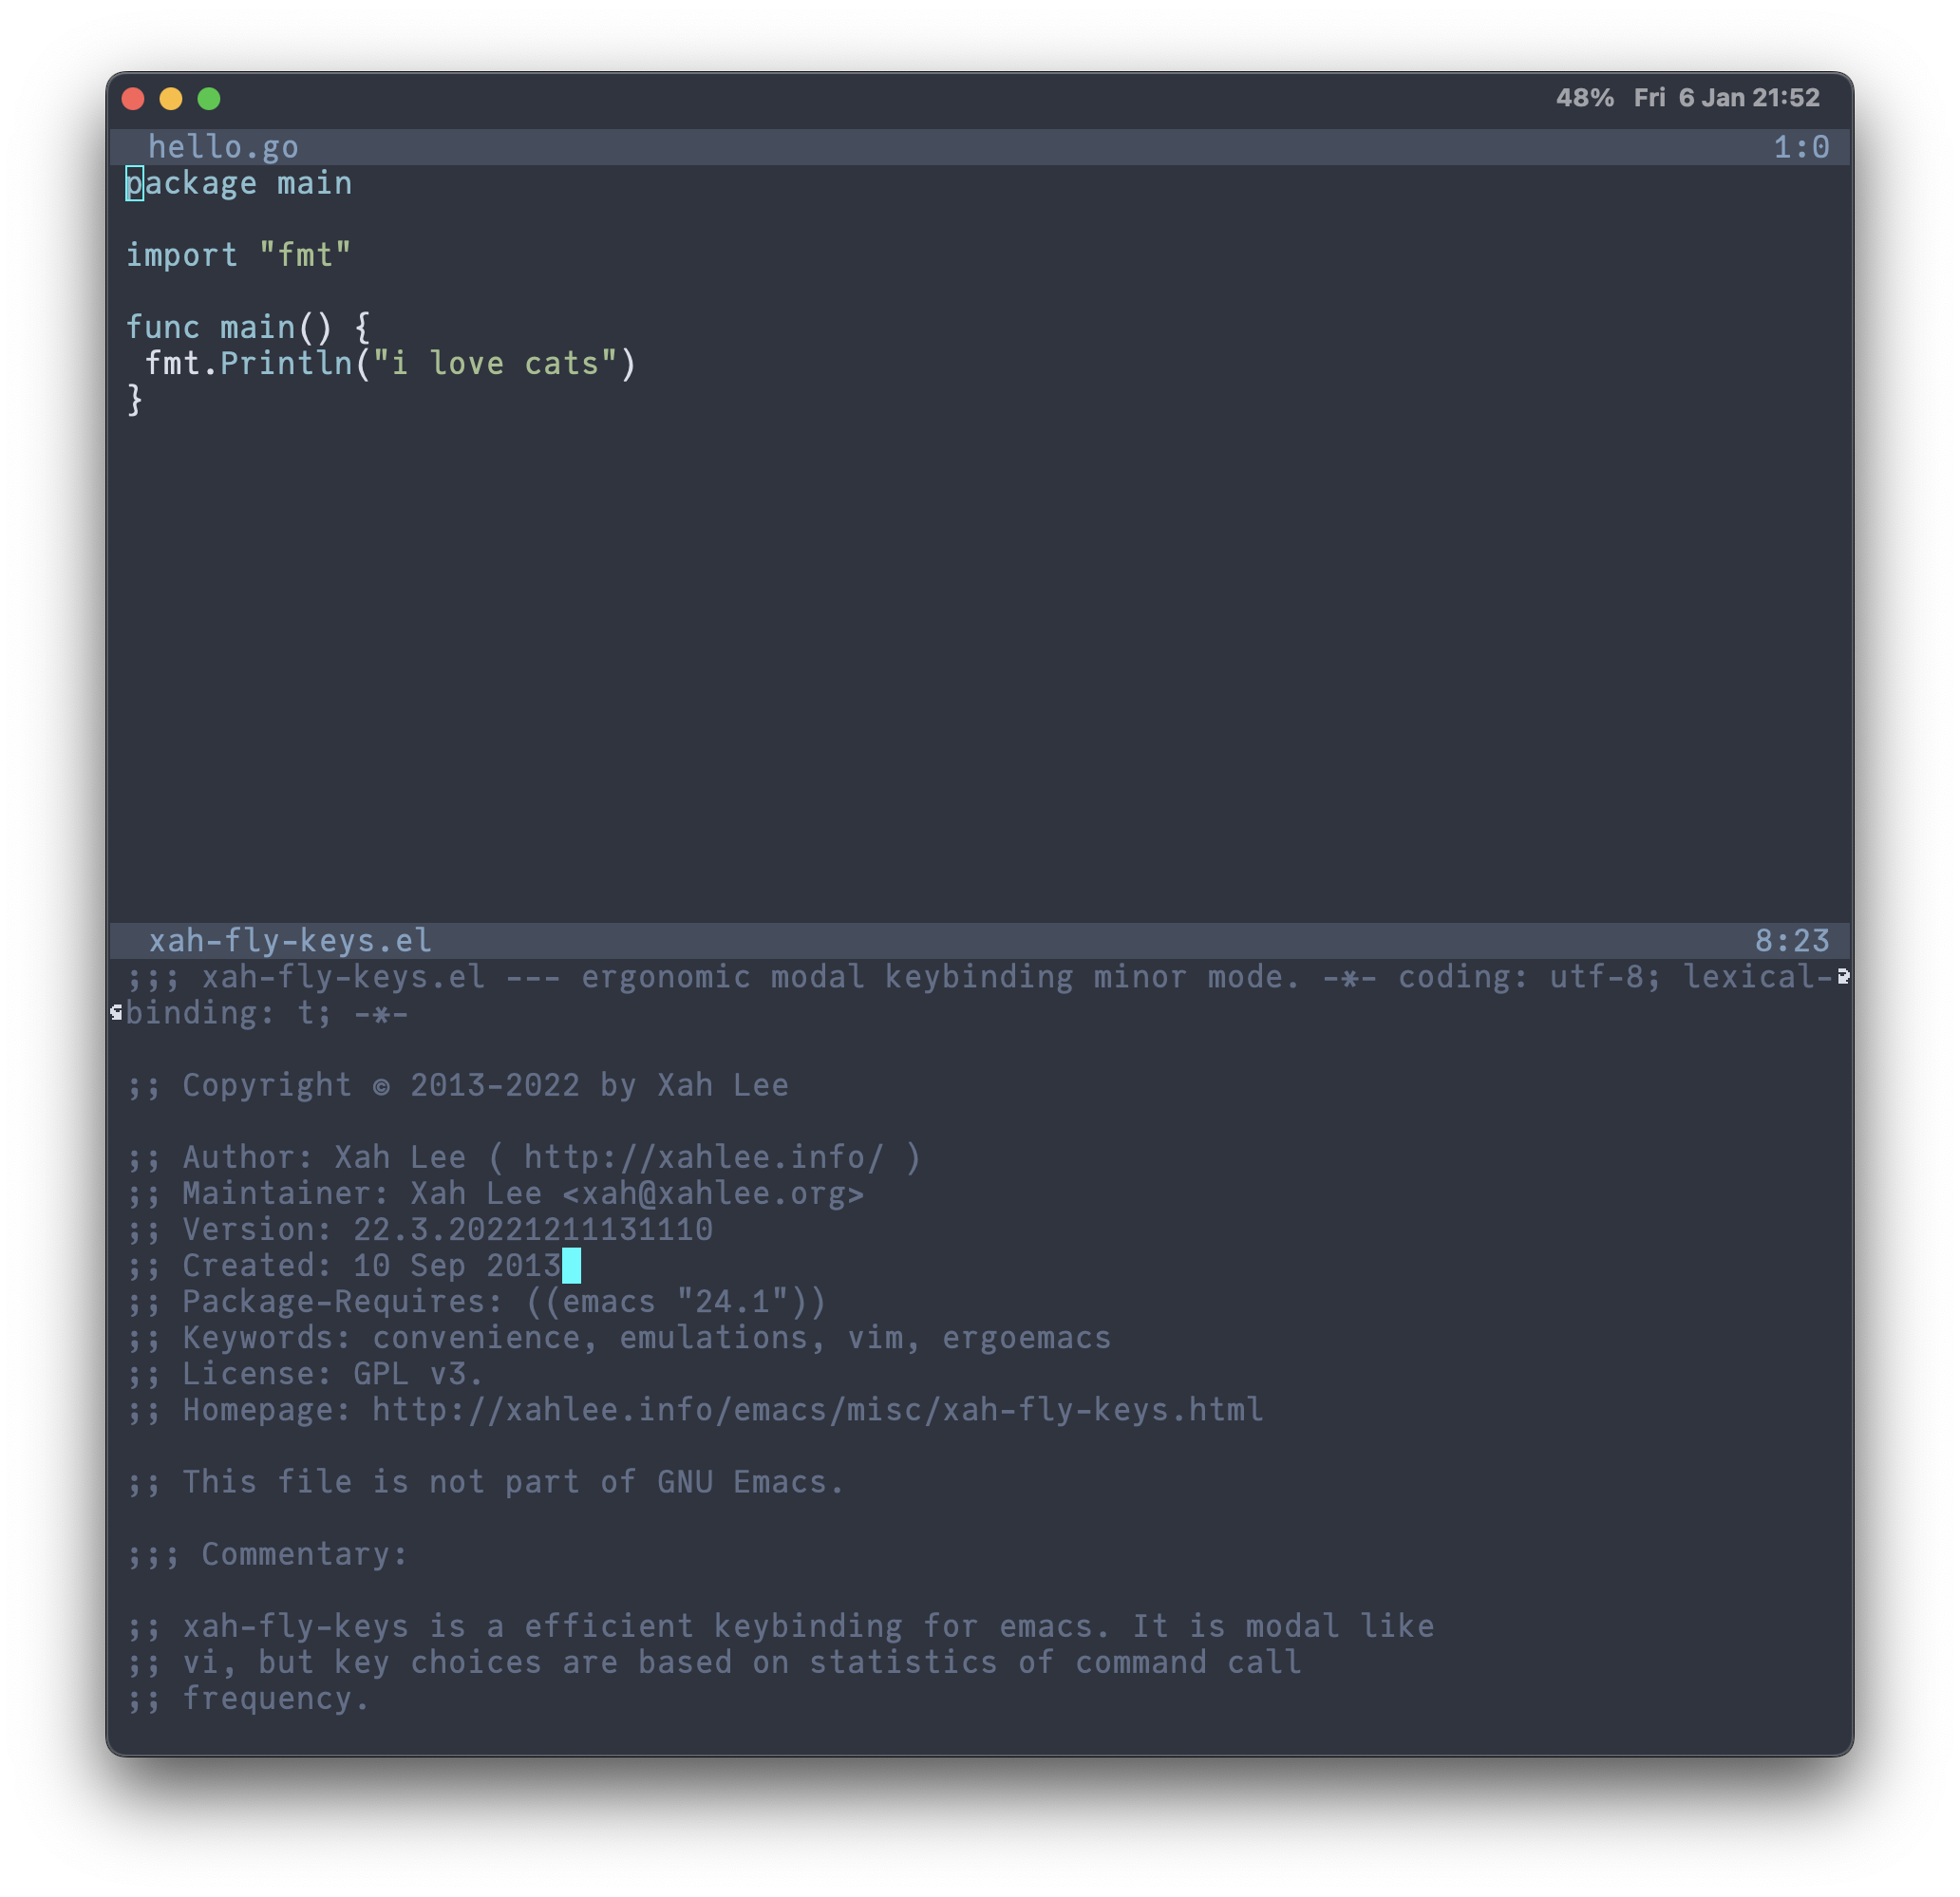 48% Fri 6 Jan 21:52
hello.go 1:0
package main
import "fmt"
func main() {
 fmt.Println("i love cats")
}
xah-fly-keys.el 8:23
;;; xah-fly-keys.el --- ergonomic modal keybinding minor mode. -*- coding: utf-8; lexical-
binding: t; -*-
;; Copyright © 2013-2022 by Xah Lee
;; Author: Xah Lee ( http://xahlee.info/ )
;; Maintainer: Xah Lee <xah@xahlee.org>
;; Version: 22.3.20221211131110
;; Created: 10 Sep 2013
;; Package-Requires: ((emacs "24.1"))
;; Keywords: convenience, emulations, vim, ergoemacs
;; License: GPL v3.
;; Homepage: http://xahlee.info/emacs/misc/xah-fly-keys.html
;; This file is not part of GNU Emacs.
;;; Commentary:
;; xah-fly-keys is a efficient keybinding for emacs. It is modal like
;; vi, but key choices are based on statistics of command call
;; frequency.